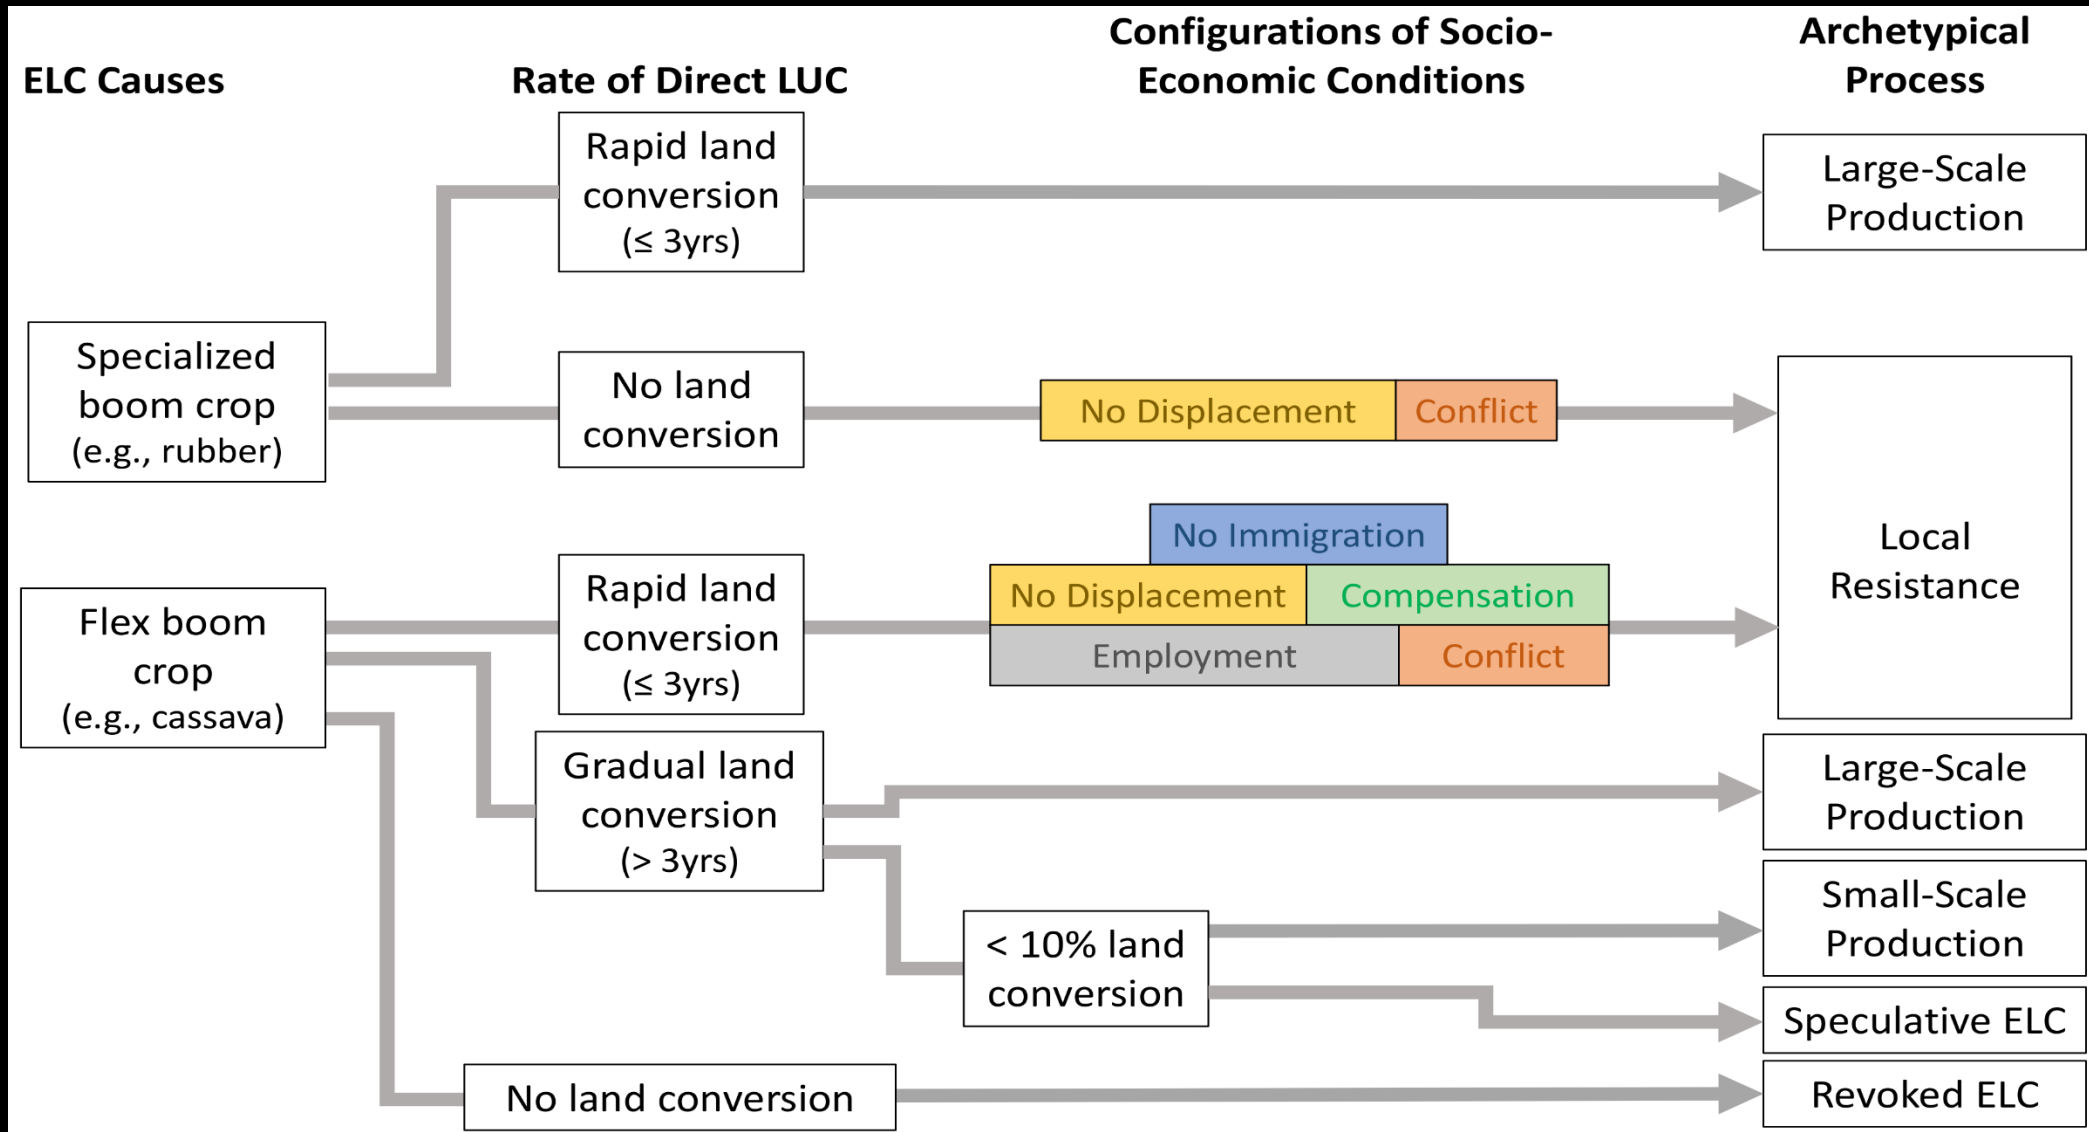 ELC Causes
Rate of Direct LUC
Configurations of Socio-
Economic Conditions
Archetypical
Process
Rapid land
conversion
(≤ 3yrs)
Large-Scale
Production
Specialized
boom crop
(e.g., rubber)
No land
conversion
No Displacement
Conflict
Local
Resistance
Flex boom
crop
(e.g., cassava)
Rapid land
conversion
(≤ 3yrs)
No Immigration
No Displacement
Compensation
Employment
Conflict
Gradual land
conversion
(> 3yrs)
Large-Scale
Production
< 10% land
conversion
Small-Scale
Production
Speculative ELC
No land conversion
Revoked ELC